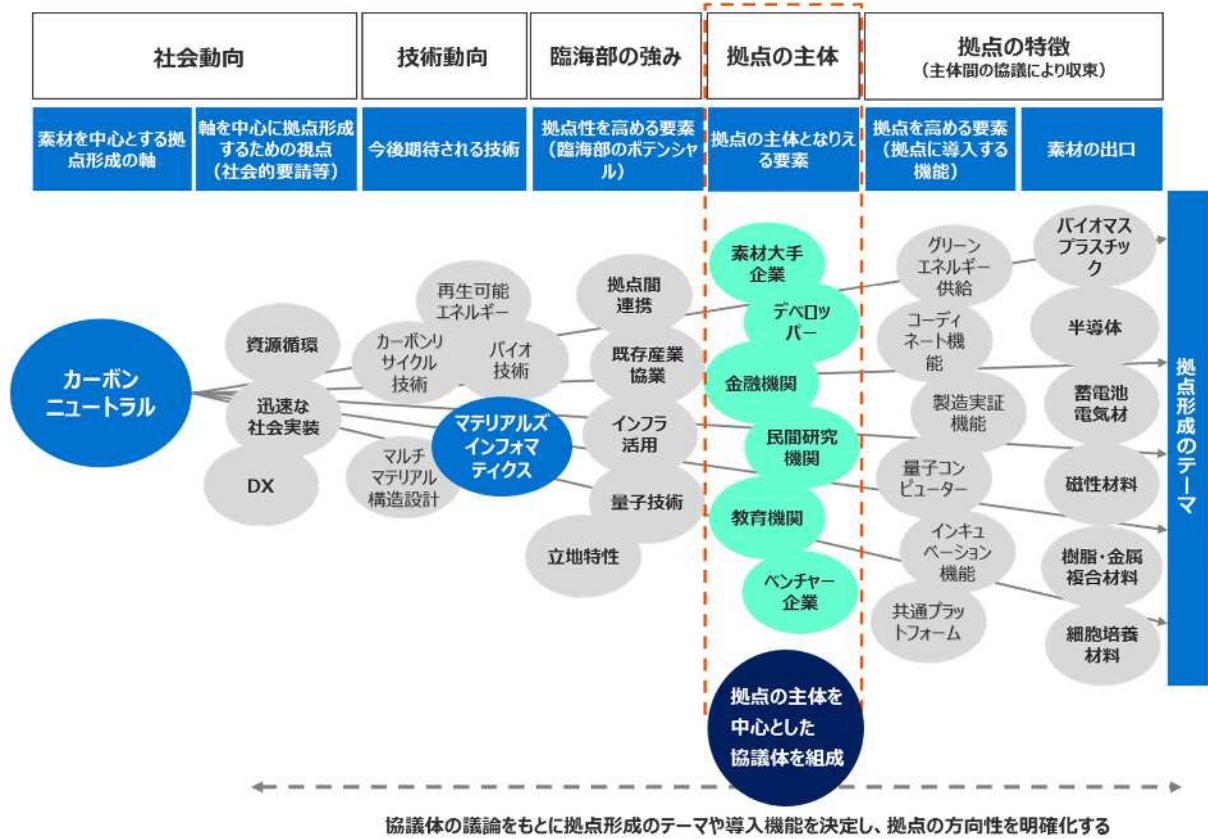 社会動向
技術動向
臨海部の強み
拠点の主体
拠点の特徴
（主体間の協議により収束）
素材を中心とする拠
点形成の軸
軸を中心に拠点形成
するための視点
（社会的要請等）
今後期待される技術
拠点性を高める要素
（臨海部のポテンシャ
ル）
拠点の主体となりえ
る要素
拠点を高める要素
（拠点に導入する
機能）
素材の出口
カーボン
ニュートラル
資源循環
迅速な
社会実装
DX
再生可能
エネルギー
カーボンリ
サイクル
技術
バイオ
技術
マテリアルズ
インフォマ
ティクス
マルチ
マテリアル
構造設計
拠点間
連携
既存産業
協業
インフラ
活用
量子技術
立地特性
素材大手
企業
デベロッ
パー
金融機関
民間研究
機関
教育機関
ベンチャー
企業
グリーン
エネルギー
供給
コーディ
ネート機
能
製造実証
機能
量子コン
ピューター
インキュ
ベーション
機能
共通プラッ
トフォーム
バイオマス
プラスチッ
ク
半導体
蓄電池
電気材
磁性材料
樹脂・金属
複合材料
細胞培養
材料
拠点形成のテーマ
拠点の主体を
中心とした
協議体を組成
協議体の議論をもとに拠点形成のテーマや導入機能を決定し、拠点の方向性を明確化する